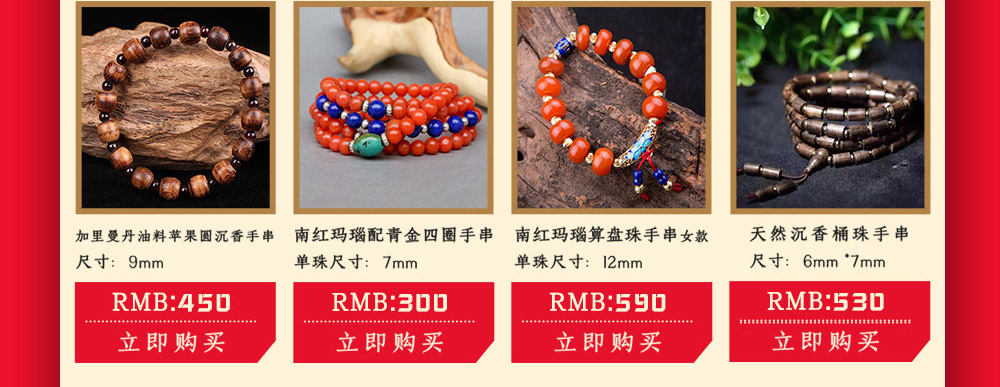 加里曼丹油料苹果圆沉香手串
尺寸: 9mm
RMB:450
立即购买
南红玛瑙配青金四圈手串
单珠尺寸: 7mm
RMB:300
立即购买
南红玛瑙算盘珠手串女款
单珠尺寸: 12mm
RMB:590
立即购买
天然沉香桶珠手串
尺寸: 6mm *7mm
RMB:530
立即购买